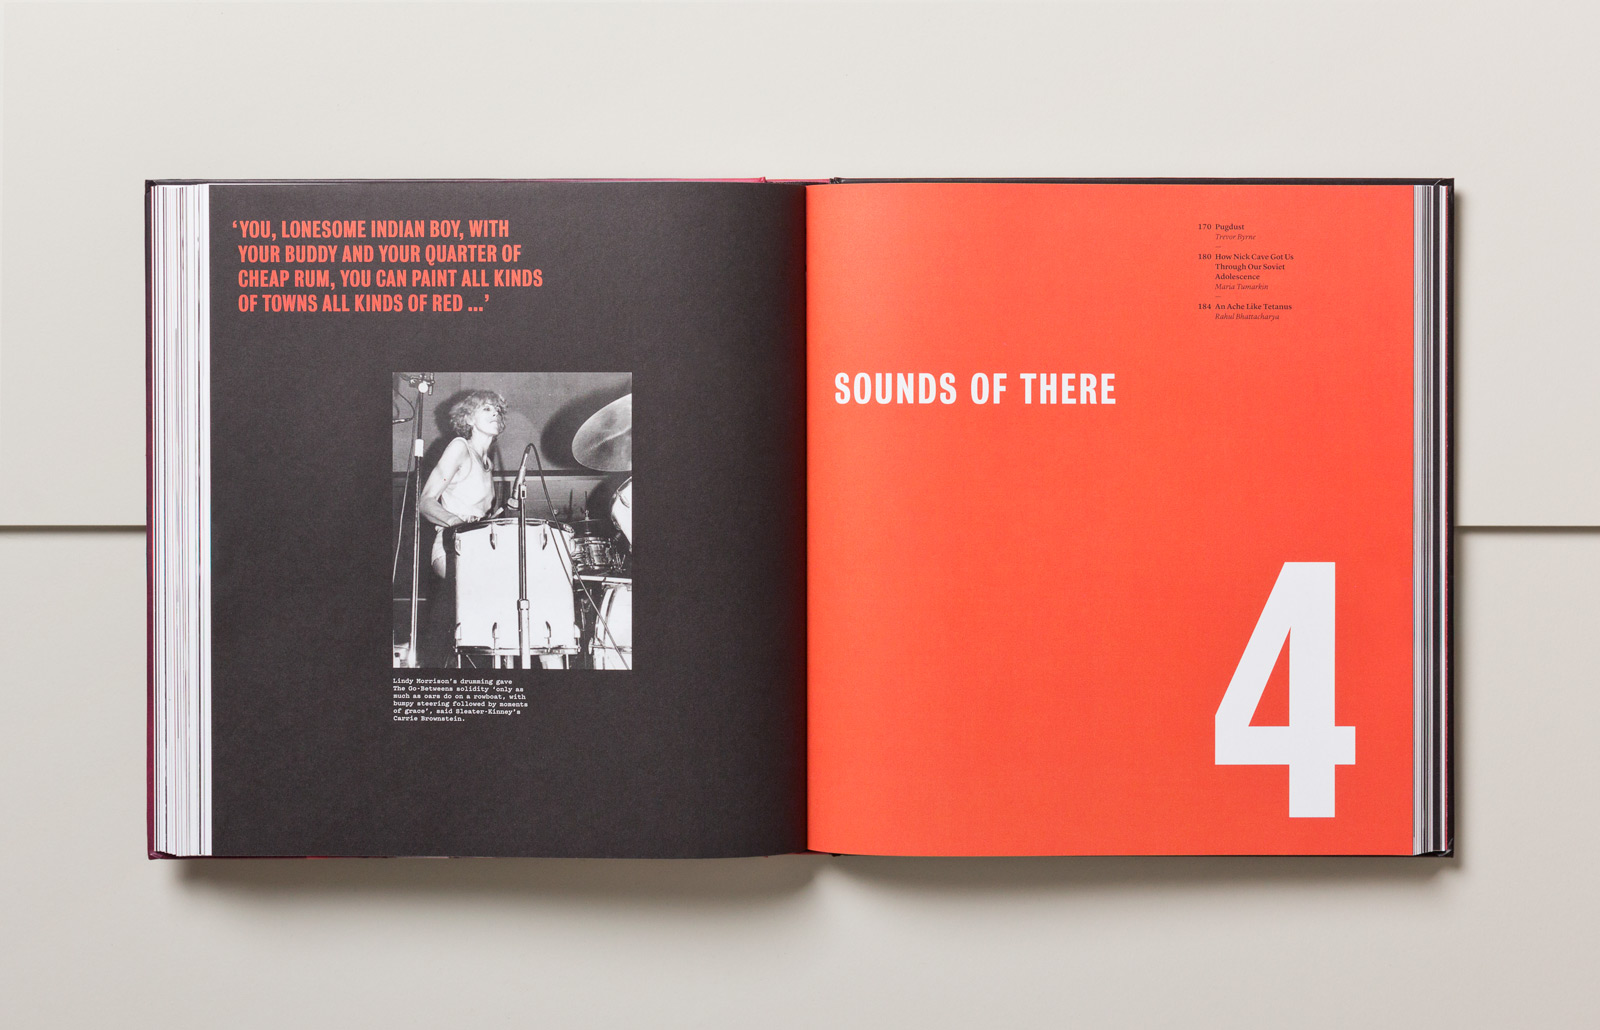 ‘YOU, LONESOME INDIAN BOY, WITH
YOUR BUDDY AND YOUR QUARTER OF
CHEAP RUM, YOU CAN PAINT ALL KINDS
OF TOWNS ALL KINDS OF RED ...’
Lindy Morrison’s drumming gave
The Go-Betweens solidity ‘only as
much as oars do on a rowboat, with
bumpy steering followed by moments
of grace’, said Sleater-Kinney’s
Carrie Brownstein.
170 Pugdust
Trevor Byrne
—
180 How Nick Cave Got Us
Through Our Soviet
Adolescence
Maria Tumarkin
—
184 An Ache Like Tetanus
Rahul Bhattacharya
SOUNDS OF THERE
4